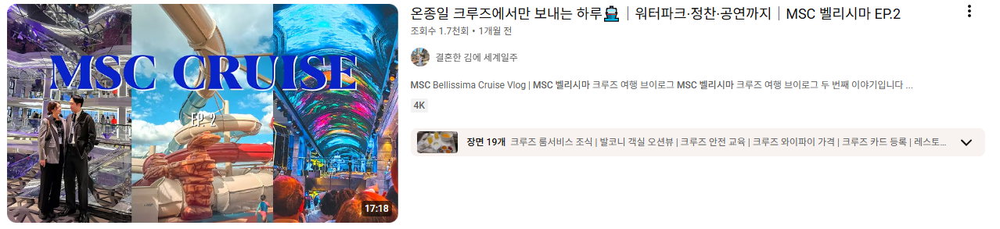 MSC CRUISE
EP. 2
17:18
온종일 크루즈에서만 보내는 하루🚢│워터파크·정찬·공연까지│MSC 벨리시마 EP.2
조회수 1.7천회 • 1개월 전
결혼한 김에 세계일주
MSC Bellissima Cruise Vlog | MSC 벨리시마 크루즈 여행 브이로그 MSC 벨리시마 크루즈 여행 브이로그 두 번째 이야기입니다 ...
4K
장면 19개 크루즈 룸서비스 조식 | 발코니 객실 오션뷰 | 크루즈 안전 교육 | 크루즈 와이파이 가격 | 크루즈 카드 등록 | 레스토...